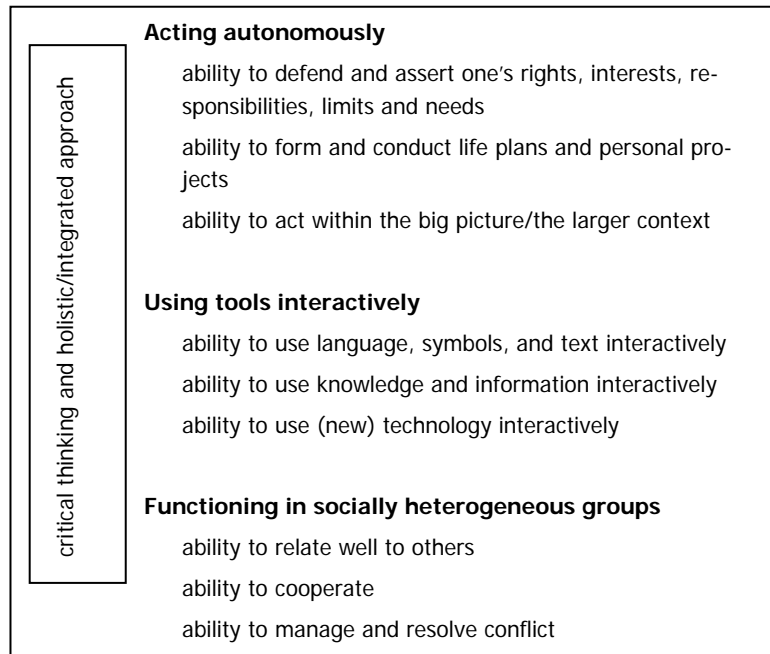 critical thinking and holistic/integrated approach
Acting autonomously
ability to defend and assert one's rights, interests, re-
sponsibilities, limits and needs
ability to form and conduct life plans and personal pro-
jects
ability to act within the big picture/the larger context
Using tools interactively
ability to use language, symbols, and text interactively
ability to use knowledge and information interactively
ability to use (new) technology interactively
Functioning in socially heterogeneous groups
ability to relate well to others
ability to cooperate
ability to manage and resolve conflict